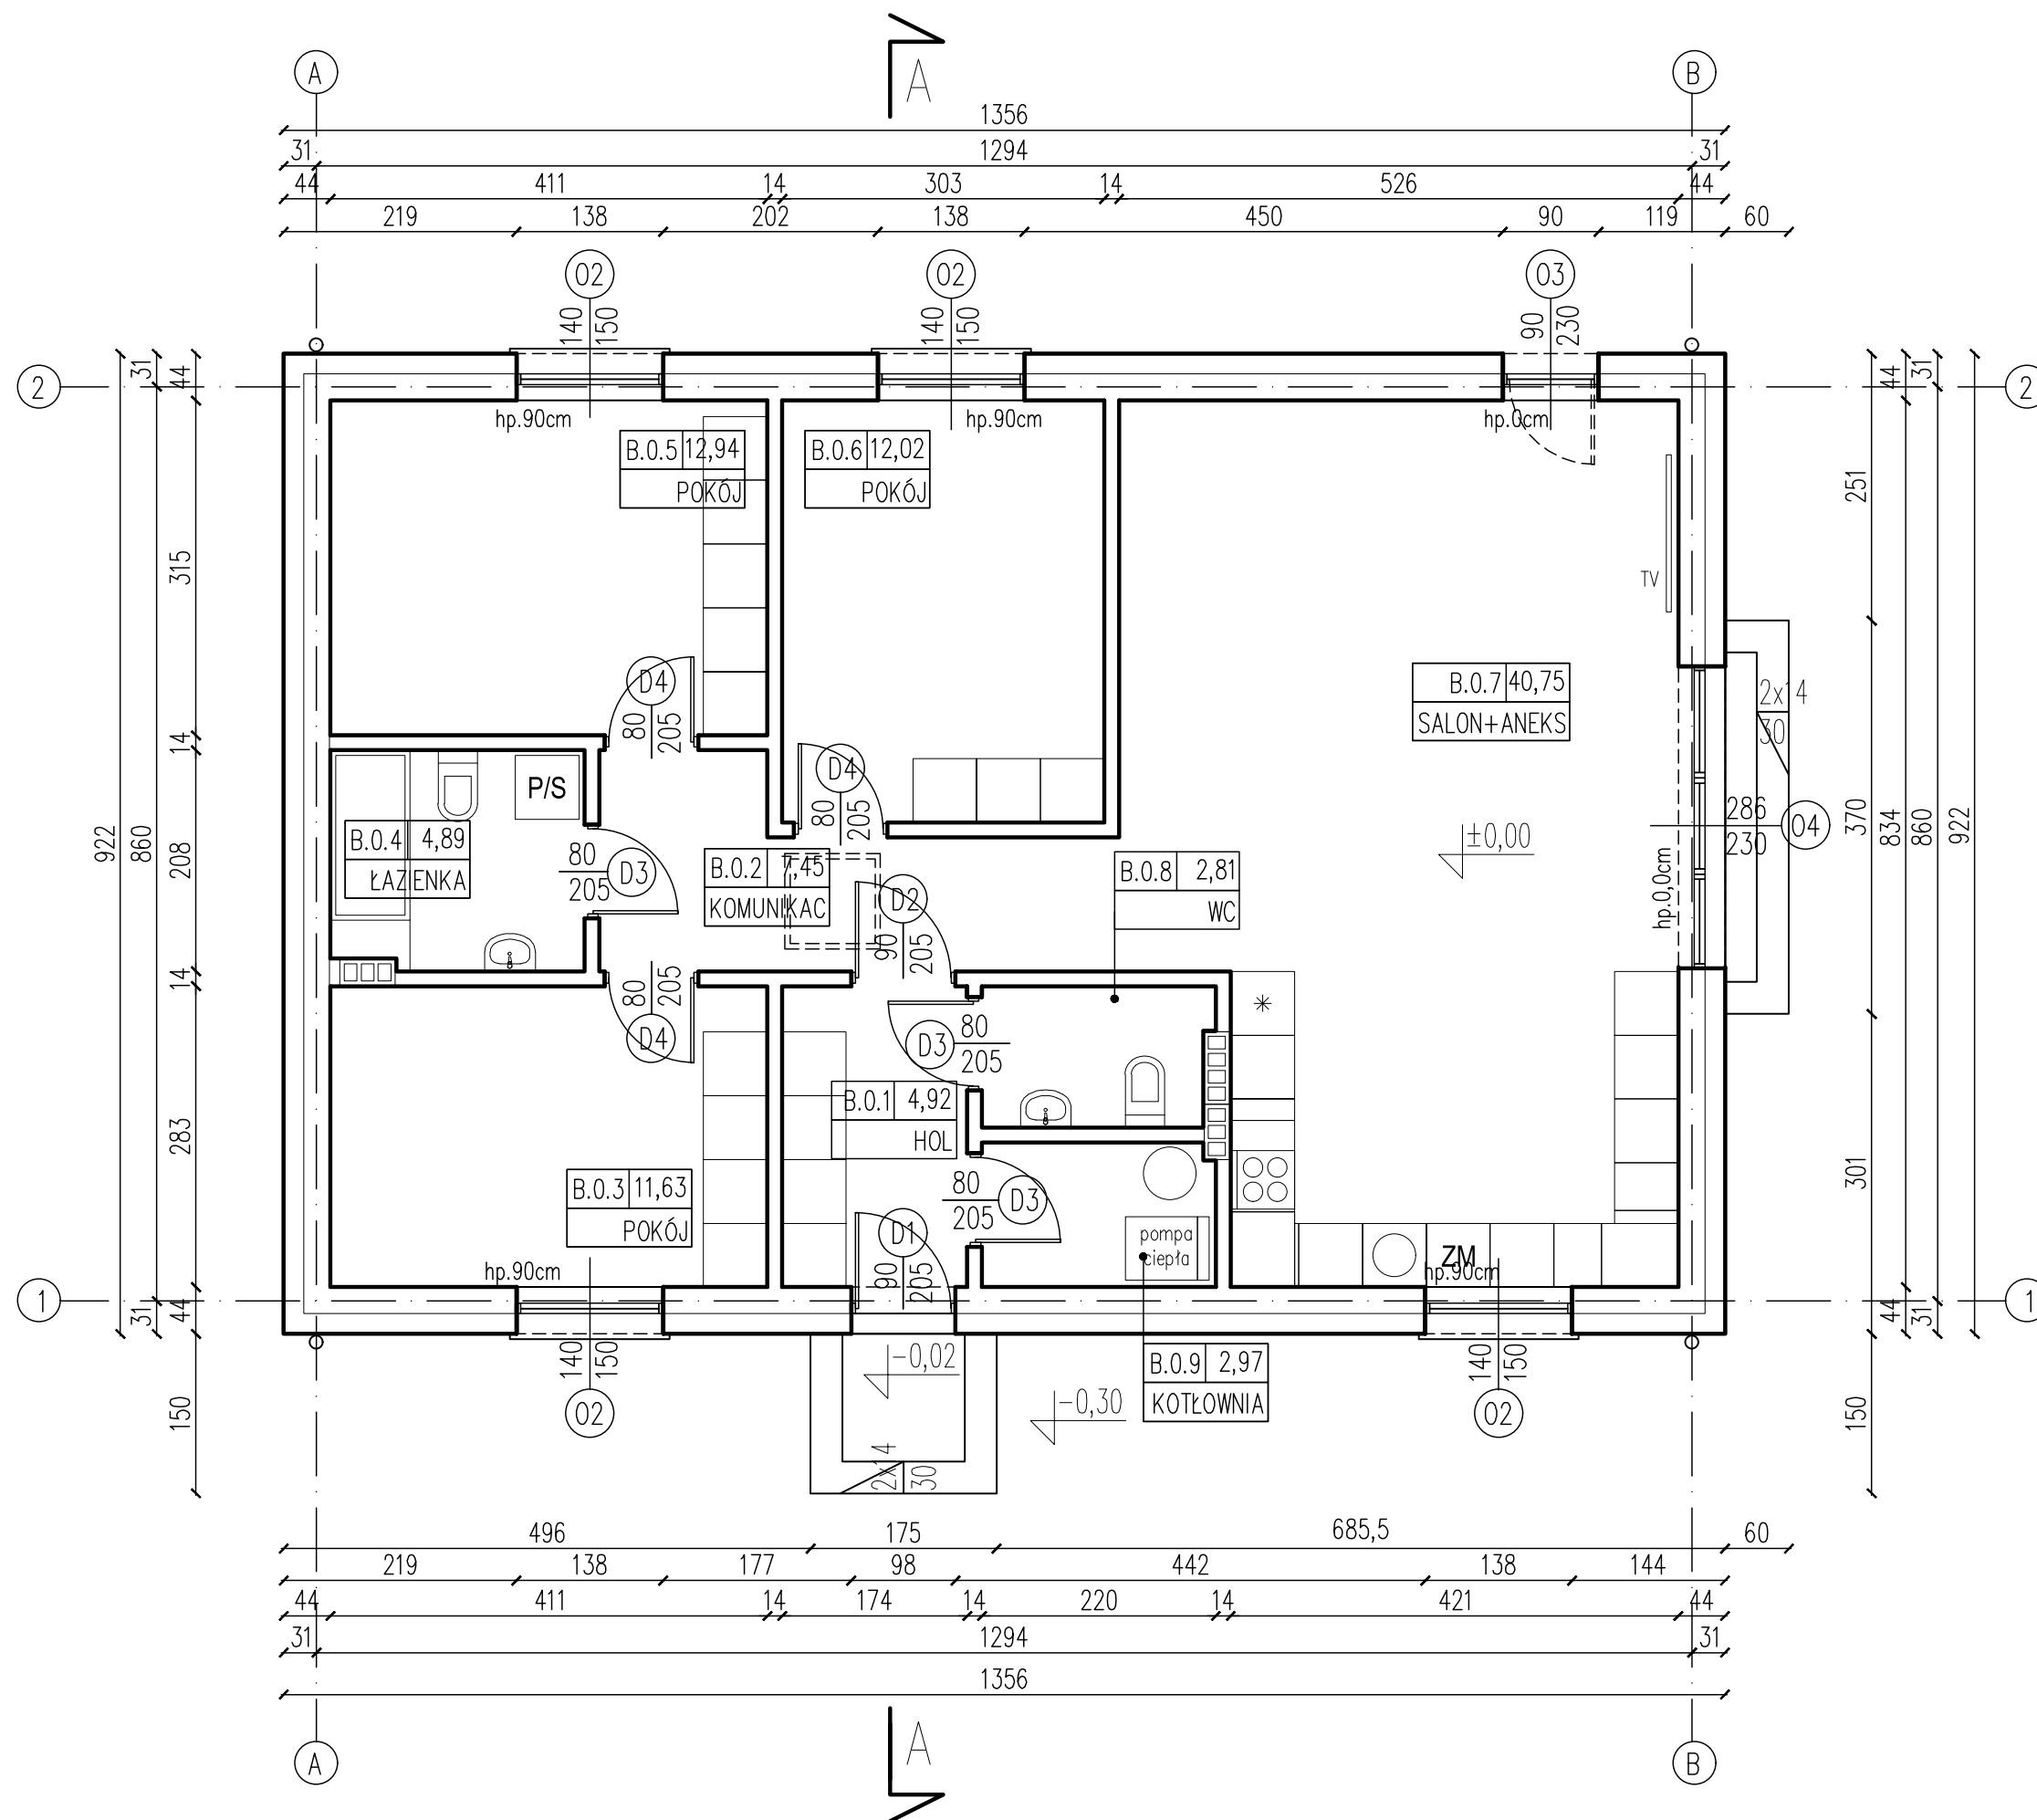 A
A
B
1356
31
1294
31
44
411
14
303
14
526
44
219
138
202
138
450
90
119
60
O2
O2
O3
140
150
140
150
90
230
2
2
hp.90cm
hp.90cm
hp.0cm
B.0.5 12,94
POKÓJ
B.0.6 12,02
POKÓJ
TV
B.0.7 40,75
SALON+ANEKS
D4
80
205
D4
80
205
P/S
B.0.4 4,89
ŁAZIENKA
80
205
D3
B.0.2 7,45
KOMUNIKAC
D2
90
205
B.0.8 2,81
WC
±0,00
2x14
30
286
230
O4
hp.0,0cm
80
205
D4
D3
80
205
B.0.1 4,92
HOL
B.0.3 11,63
POKÓJ
80
205
D3
D1
90
205
pompa
ciepła
ZM
hp.90cm
hp.90cm
1
1
140
150
O2
-0,02
-0,30
2x14
30
B.0.9 2,97
KOTŁOWNIA
140
150
O2
922
31
860
31
44
315
14
208
14
283
44
150
44
251
370
301
44
150
834
31
860
31
922
496
175
685,5
60
219
138
177
98
442
138
144
44
411
14
174
14
220
14
421
44
31
1294
31
1356
A
A
B